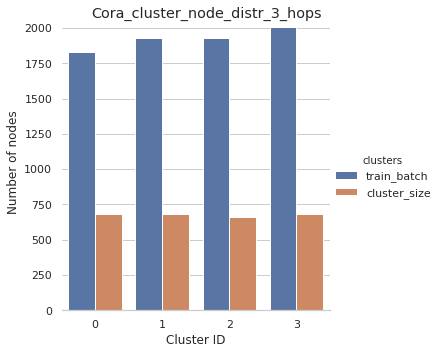 Cora_cluster_node_distr_3_hops
2000
1750
1500
1250
1000
750
500
250
0
Number of nodes
0 1 2 3
Cluster ID
clusters
train_batch
cluster_size